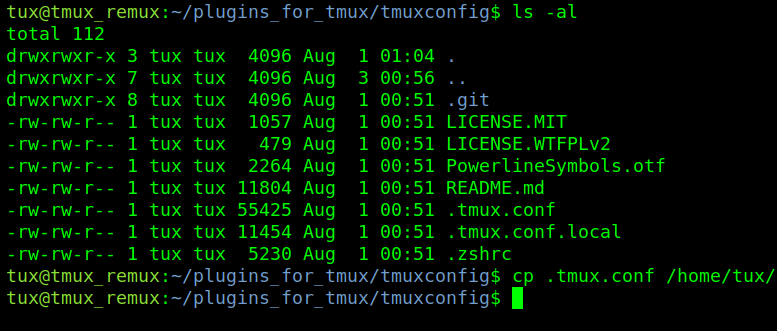 tux@tmux_remux:~/plugins_for_tmux/tmuxconfig$ ls -al
total 112
drwxrwxr-x 3 tux tux  4096 Aug  1 01:04 .
drwxrwxr-x 7 tux tux  4096 Aug  3 00:56 ..
drwxrwxr-x 8 tux tux  4096 Aug  1 00:51 .git
-rw-rw-r-- 1 tux tux  1057 Aug  1 00:51 LICENSE.MIT
-rw-rw-r-- 1 tux tux   479 Aug  1 00:51 LICENSE.WTFPLv2
-rw-rw-r-- 1 tux tux  2264 Aug  1 00:51 PowerlineSymbols.otf
-rw-rw-r-- 1 tux tux 11804 Aug  1 00:51 README.md
-rw-rw-r-- 1 tux tux 55425 Aug  1 00:51 .tmux.conf
-rw-rw-r-- 1 tux tux 11454 Aug  1 00:51 .tmux.conf.local
-rw-rw-r-- 1 tux tux  5230 Aug  1 00:51 .zshrc
tux@tmux_remux:~/plugins_for_tmux/tmuxconfig$ cp .tmux.conf /home/tux/
tux@tmux_remux:~/plugins_for_tmux/tmuxconfig$